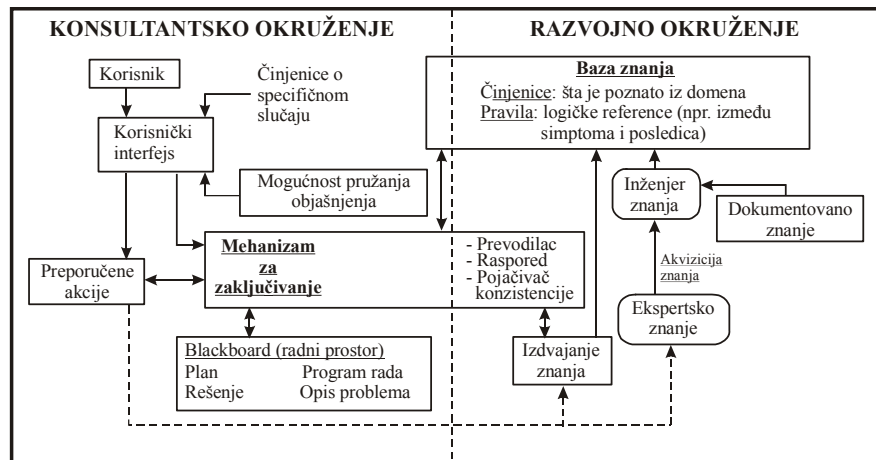 KONSULTANTSKO OKRUŽENJE
RAZVOJNO OKRUŽENJE
Korisnik
Činjenice o
specifičnom
slučaju
Korisnički
interfejs
Mogućnost pružanja
objašnjenja
Baza znanja
Činjenice: šta je poznato iz domena
Pravila: logičke reference (npr. između
simptoma i posledica)
Inženjer
znanja
Dokumentovano
znanje
Mehanizam
za
zaključivanje
- Prevodilac
- Raspored
- Pojačivač
konzistencije
Preporučene
akcije
Akvizicija
znanja
Ekspertsko
znanje
Blackboard (radni prostor)
Plan Program rada
Rešenje Opis problema
Izdvajanje
znanja